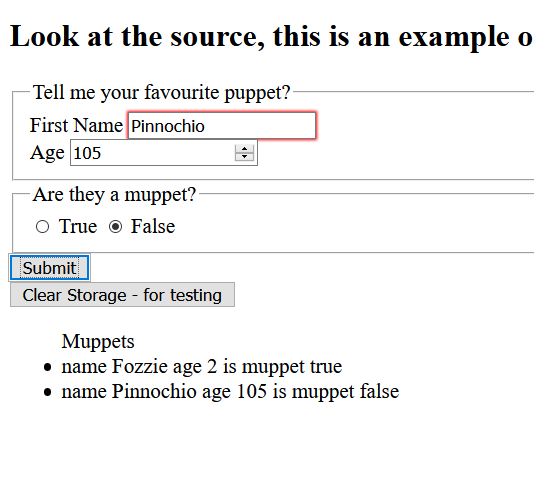 Look at the source, this is an example o
Tell me your favourite puppet?
First Name Pinnochio
Age 105
Are they a muppet?
True False
Submit
Clear Storage - for testing
Muppets
name Fozzie age 2 is muppet true
name Pinnochio age 105 is muppet false